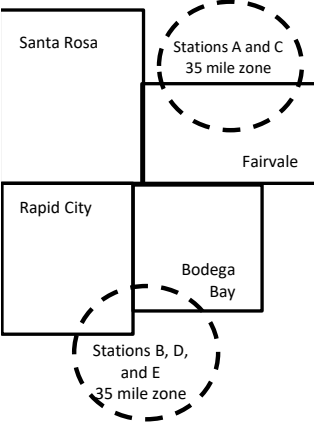 Santa Rosa
Stations A and C
35 mile zone
Fairvale
Rapid City
Bodega
Bay
Stations B, D,
and E
35 mile zone